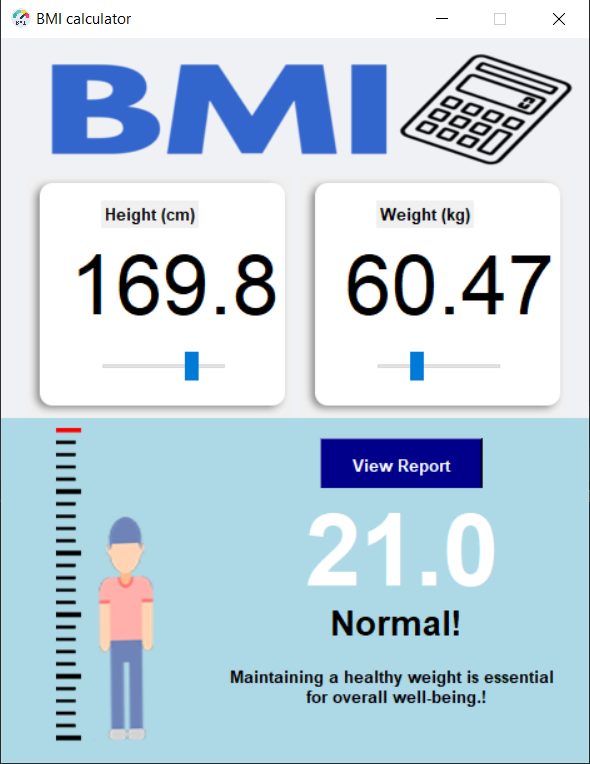 BMI calculator
BMI
Height (cm)
Weight (kg)
169.8
60.47
View Report
21.0
Normal!
Maintaining a healthy weight is essential
for overall well-being.!